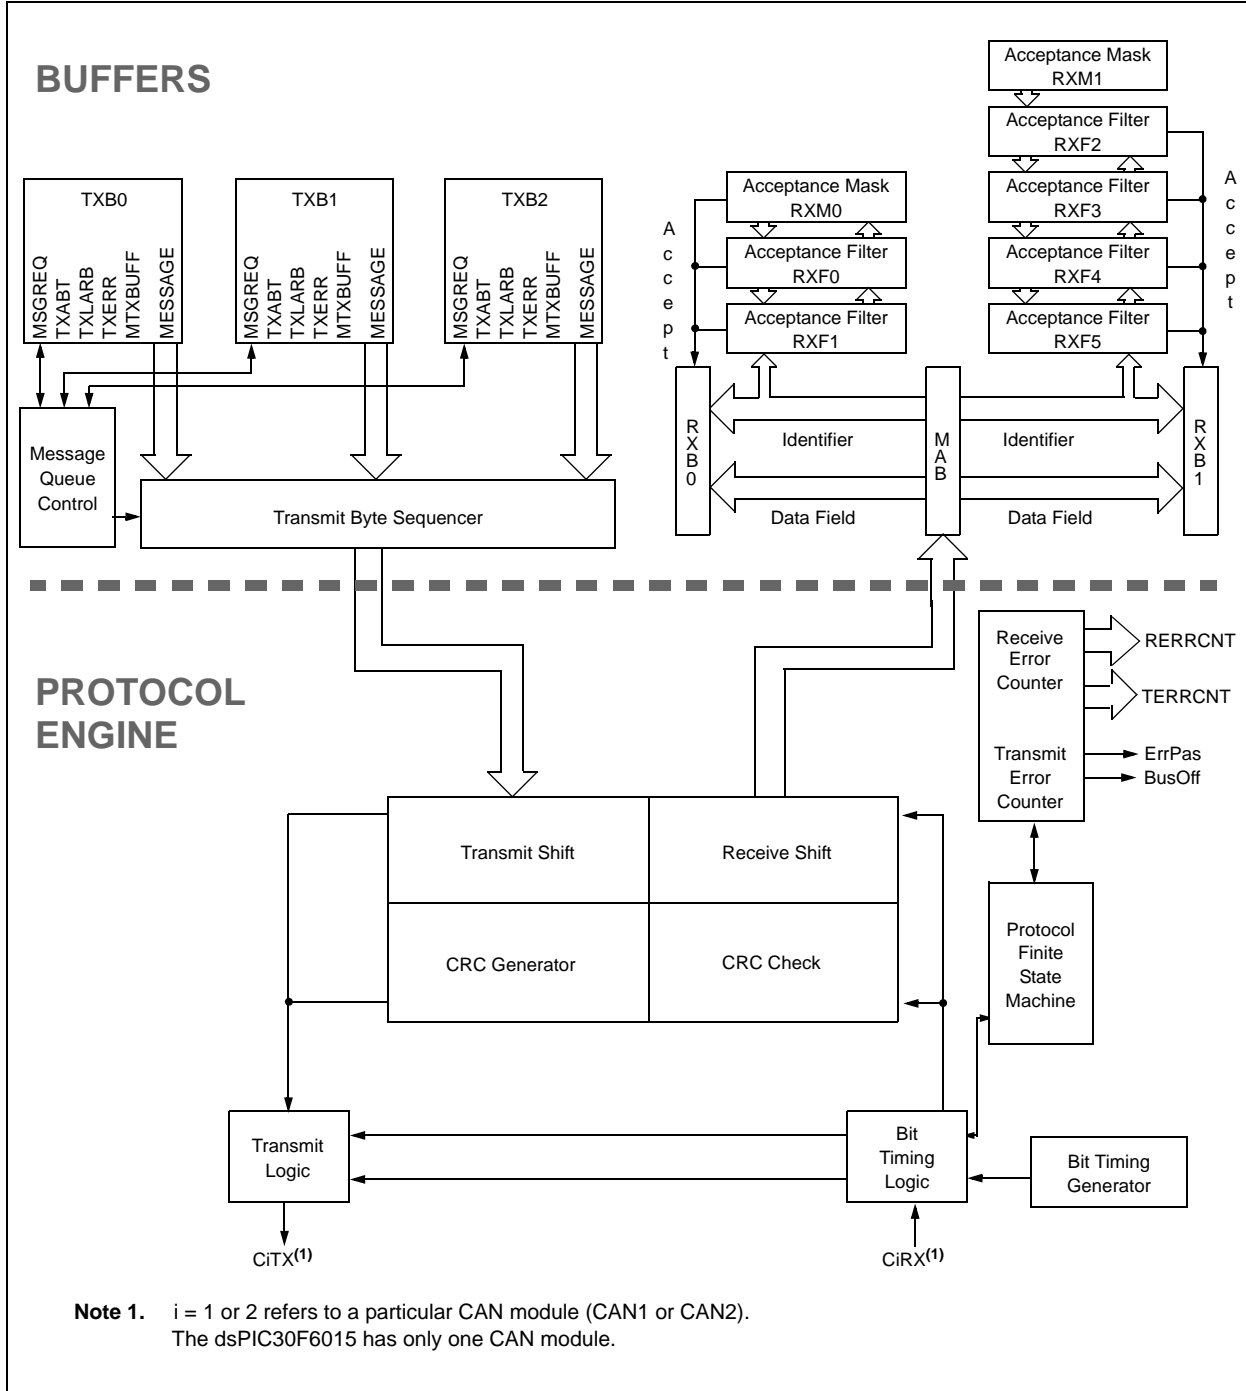 BUFFERS
Acceptance Mask
RXM1
Acceptance Filter
RXF2
Acceptance Filter
RXF3
Acceptance Filter
RXF4
Acceptance Filter
RXF5
Accept
Acceptance Mask
RXM0
Acceptance Filter
RXF0
Acceptance Filter
RXF1
Accept
TXB0
MSGREQ
TXABT
TXLARB
TXERR
MTXBUFF
MESSAGE
TXB1
MSGREQ
TXABT
TXLARB
TXERR
MTXBUFF
MESSAGE
TXB2
MSGREQ
TXABT
TXLARB
TXERR
MTXBUFF
MESSAGE
Message
Queue
Control
Transmit Byte Sequencer
RXB0
Identifier
Data Field
MAB
Identifier
Data Field
RXB1
PROTOCOL
ENGINE
Receive
Error
Counter
Transmit
Error
Counter
RERRCNT
TERRCNT
ErrPas
BusOff
Transmit Shift
Receive Shift
CRC Generator
CRC Check
Protocol
Finite
State
Machine
Transmit
Logic
Bit
Timing
Logic
Bit Timing
Generator
CiTX(1)
CiRX(1)
Note 1. i = 1 or 2 refers to a particular CAN module (CAN1 or CAN2).
The dsPIC30F6015 has only one CAN module.